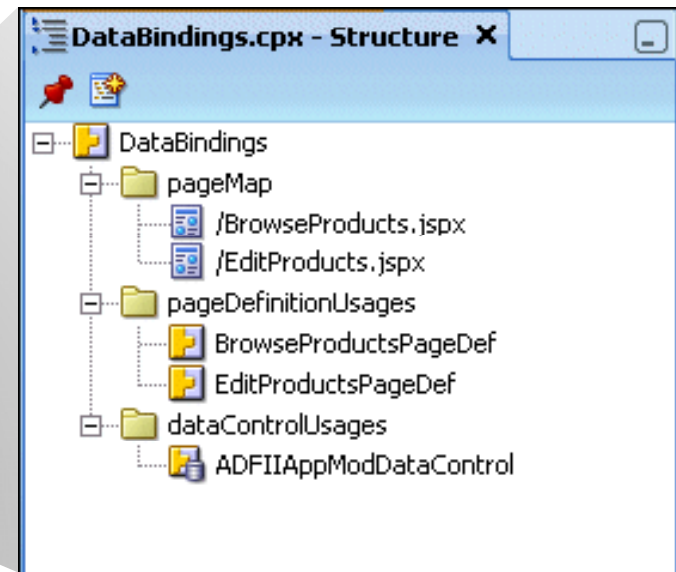 DataBindings.cpx - Structure
DataBindings
pageMap
/BrowseProducts.jspx
/EditProducts.jspx
pageDefinitionUsages
BrowseProductsPageDef
EditProductsPageDef
dataControlUsages
ADFIIAppModDataControl